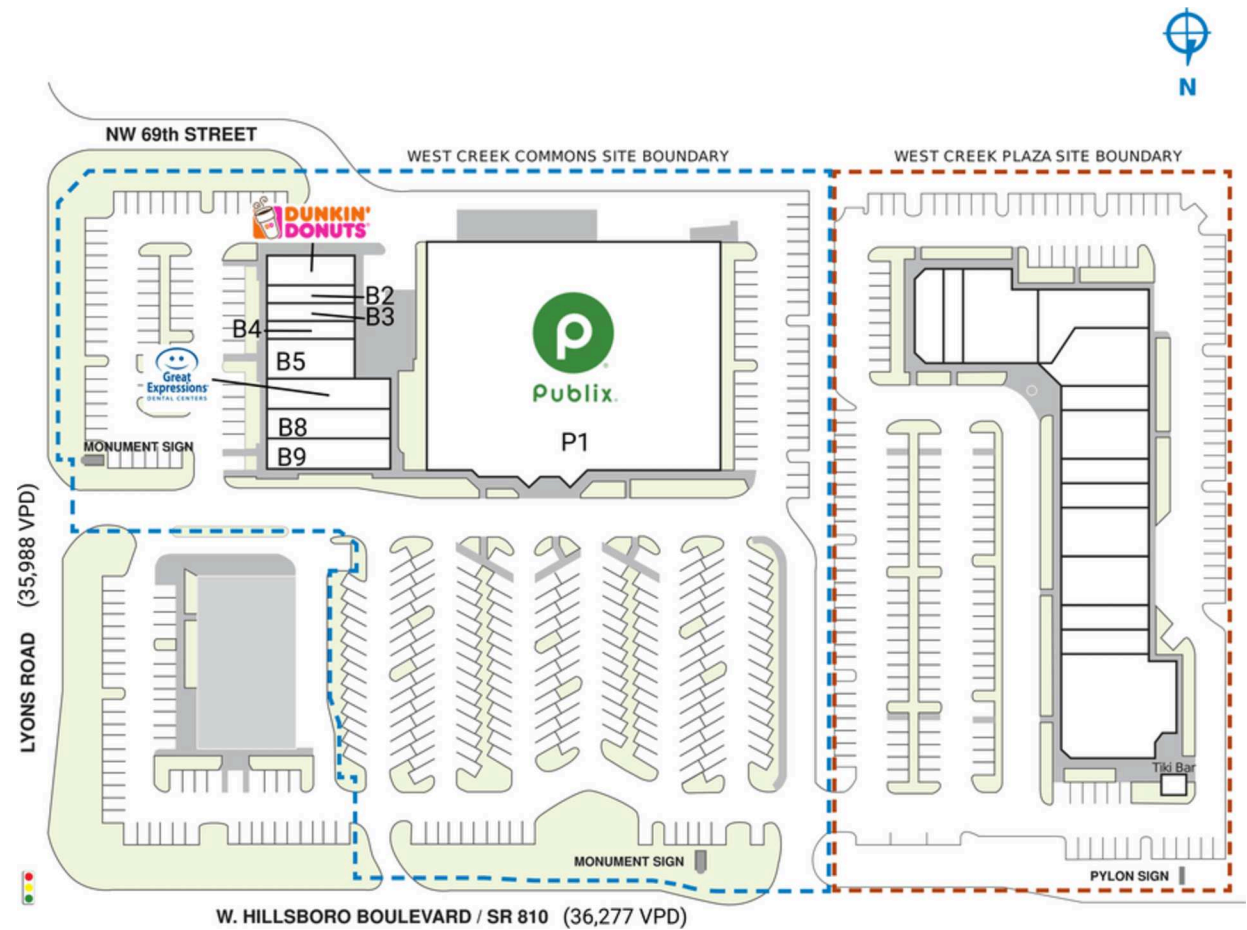 N
NW 69th STREET
WEST CREEK COMMONS SITE BOUNDARY
WEST CREEK PLAZA SITE BOUNDARY
DUNKIN'
DONUTS
B2
B3
B4
B5
Great
Expressions
DENTAL CENTERS
B8
B9
Publix
P1
MONUMENT SIGN
LYONS ROAD (35,988 VPD)
Tiki Bar
MONUMENT SIGN
PYLON SIGN
W. HILLSBORO BOULEVARD / SR 810 (36,277 VPD)